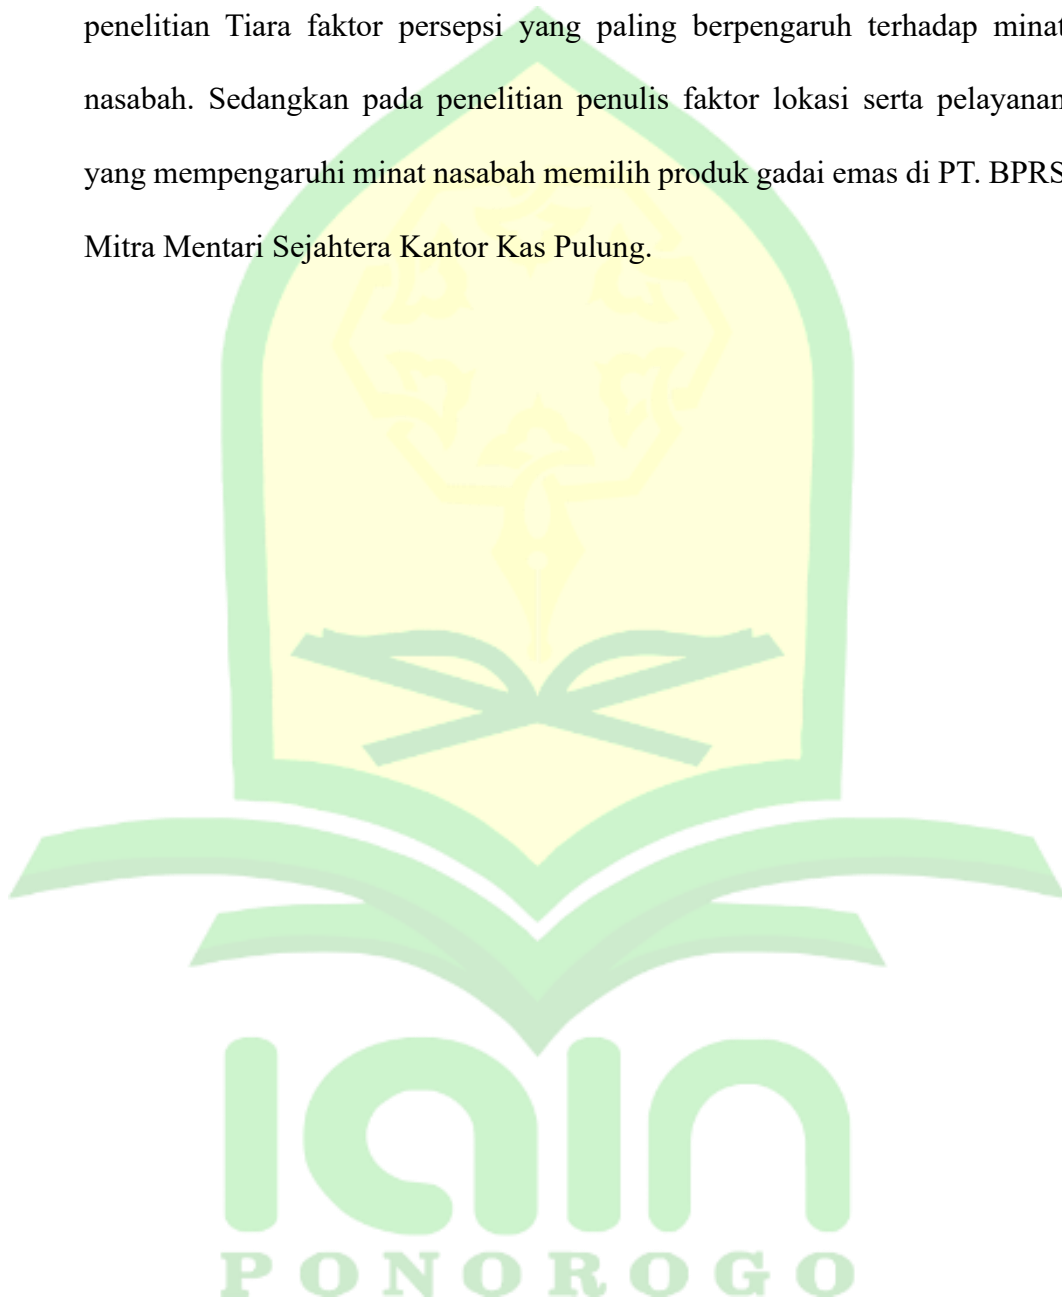 penelitian Tiara faktor persepsi yang paling berpengaruh terhadap minat
nasabah. Sedangkan pada penelitian penulis faktor lokasi serta pelayanan
yang mempengaruhi minat nasabah memilih produk gadai emas di PT. BPRS
Mitra Mentari Sejahtera Kantor Kas Pulung.
iain
PONOROGO